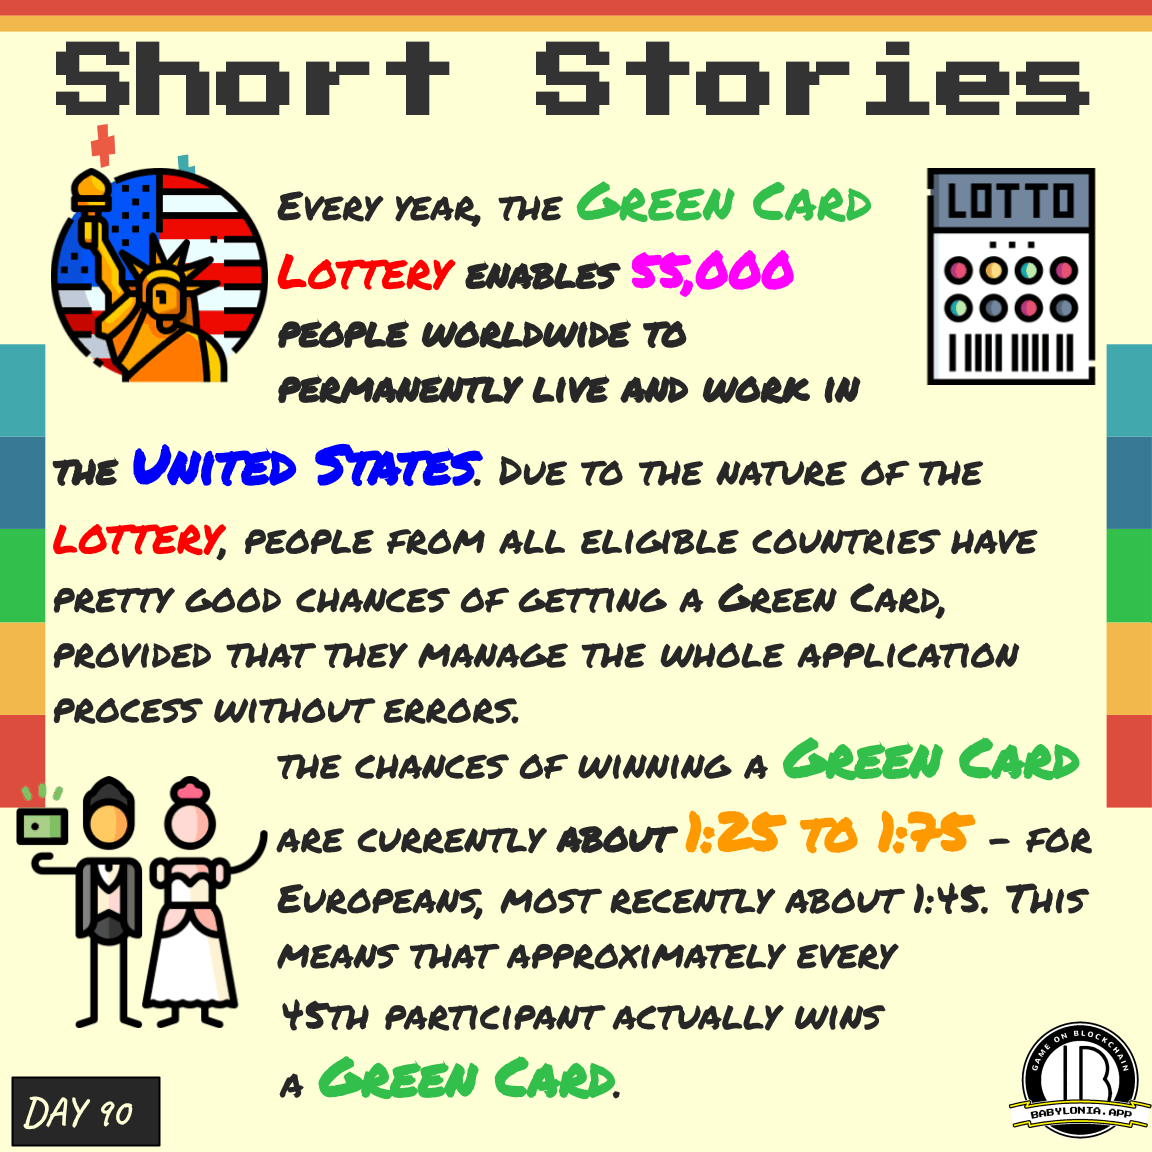 Short Stories
LOTTO
Every year, the Green Card
Lottery enables 55,000
people worldwide to
permanently live and work in
the United States. Due to the nature of the
lottery, people from all eligible countries have
pretty good chances of getting a Green Card,
provided that they manage the whole application
process without errors.
the chances of winning a Green Card
are currently about 1:25 to 1:75 – for
Europeans, most recently about 1:45. This
means that approximately every
45th participant actually wins
a Green Card.
DAY 90
GAME ON BLOCKCHAIN
BABYLONIA.APP